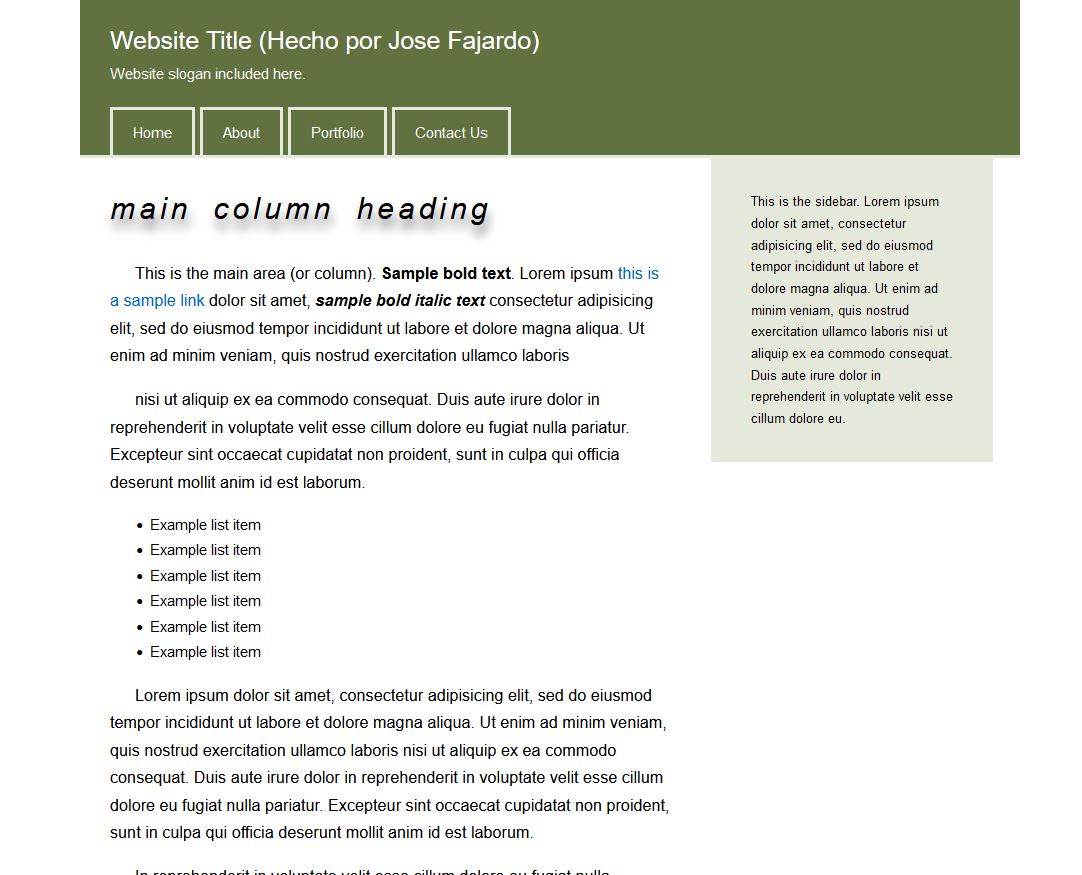 Website Title (Hecho por Jose Fajardo)
Website slogan included here.
Home About Portfolio Contact Us
main column heading
This is the main area (or column). Sample bold text. Lorem ipsum this is
a sample link dolor sit amet, sample bold italic text consectetur adipisicing
elit, sed do eiusmod tempor incididunt ut labore et dolore magna aliqua. Ut
enim ad minim veniam, quis nostrud exercitation ullamco laboris
nisi ut aliquip ex ea commodo consequat. Duis aute irure dolor in
reprehenderit in voluptate velit esse cillum dolore eu fugiat nulla pariatur.
Excepteur sint occaecat cupidatat non proident, sunt in culpa qui officia
deserunt mollit anim id est laborum.
• Example list item
• Example list item
• Example list item
• Example list item
• Example list item
• Example list item
Lorem ipsum dolor sit amet, consectetur adipisicing elit, sed do eiusmod
tempor incididunt ut labore et dolore magna aliqua. Ut enim ad minim veniam,
quis nostrud exercitation ullamco laboris nisi ut aliquip ex ea commodo
consequat. Duis aute irure dolor in reprehenderit in voluptate velit esse cillum
dolore eu fugiat nulla pariatur. Excepteur sint occaecat cupidatat non proident,
sunt in culpa qui officia deserunt mollit anim id est laborum.
In reprehenderit in voluptate velit esse cillum dolore eu fugiat nulla
This is the sidebar. Lorem ipsum
dolor sit amet, consectetur
adipisicing elit, sed do eiusmod
tempor incididunt ut labore et
dolore magna aliqua. Ut enim ad
minim veniam, quis nostrud
exercitation ullamco laboris nisi ut
aliquip ex ea commodo consequat.
Duis aute irure dolor in
reprehenderit in voluptate velit esse
cillum dolore eu.